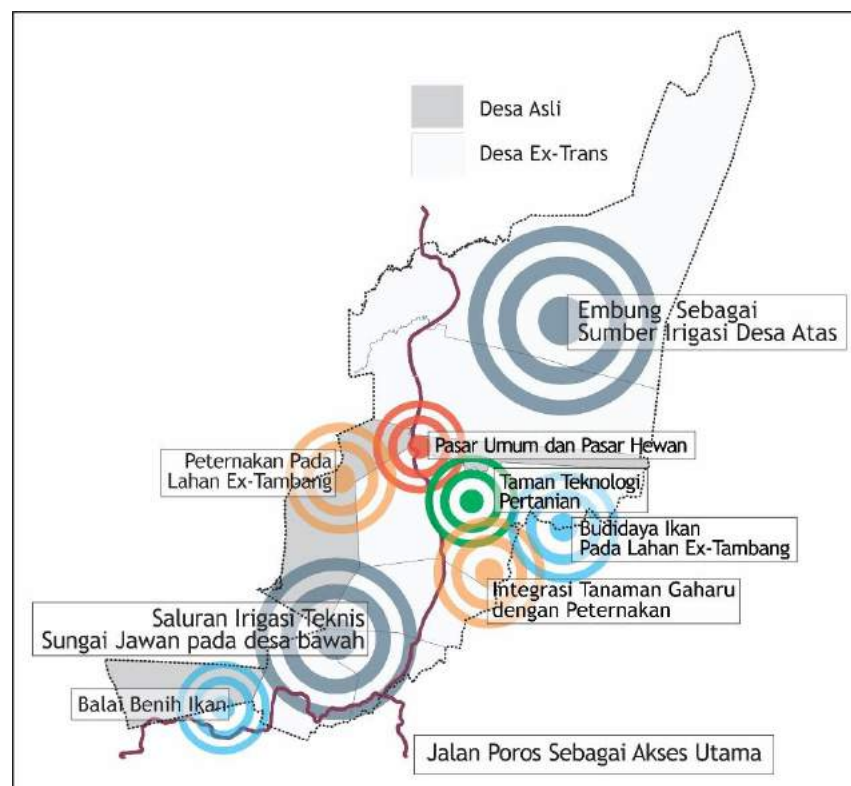 Desa Asli
Desa Ex-Trans
Embung Sebagai
Sumber Irigasi Desa Atas
Pasar Umum dan Pasar Hewan
Peternakan Pada
Lahan Ex-Tambang
Taman Teknologi
Pertanian
Budidaya Ikan
Pada Lahan Ex-Tambang
Integrasi Tanaman Gaharu
dengan Peternakan
Saluran Irigasi Teknis
Sungai Jawan pada desa bawah
Balai Benih Ikan
Jalan Poros Sebagai Akses Utama